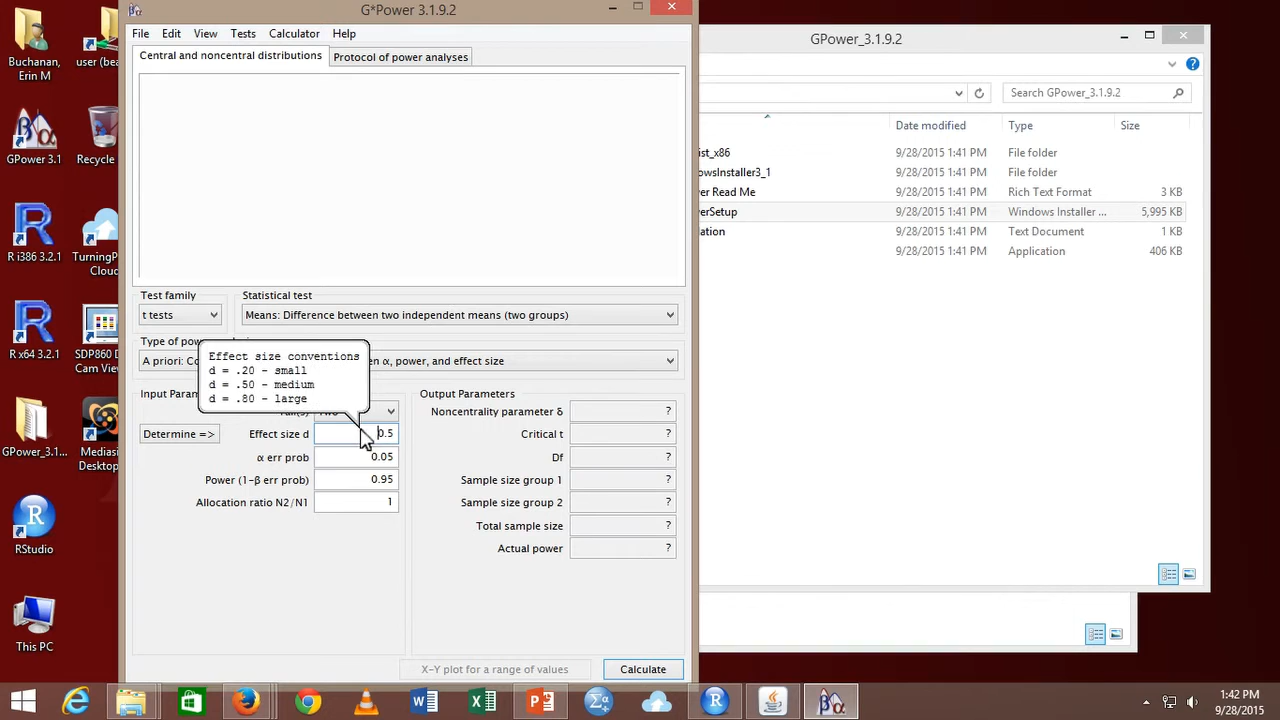 G*Power 3.1.9.2
File Edit View Tests Calculator Help
Central and noncentral distributions
Protocol of power analyses
Test family
t tests
Statistical test
Means: Difference between two independent means (two groups)
Type of pow
A priori: Co
en α, power, and effect size
Effect size conventions
d = .20 - small
d = .50 - medium
d = .80 - large
Input Param
Determine =>
Effect size d 0.5
α err prob 0.05
Power (1-β err prob) 0.95
Allocation ratio N2/N1 1
Output Parameters
Noncentrality parameter δ ?
Critical t ?
Df ?
Sample size group 1 ?
Sample size group 2 ?
Total sample size ?
Actual power ?
X-Y plot for a range of values
Calculate
GPower_3.1.9.2
Search GPower_3.1.9.2
Date modified Type Size
ist_x86 9/28/2015 1:41 PM File folder
owsInstaller3_1 9/28/2015 1:41 PM File folder
er Read Me 9/28/2015 1:41 PM Rich Text Format 3 KB
erSetup 9/28/2015 1:41 PM Windows Installer ... 5,995 KB
ation 9/28/2015 1:41 PM Text Document 1 KB
9/28/2015 1:41 PM Application 406 KB
Buchanan,
Erin M
user (bea
GPower 3.1
Recycle
R i386 3.2.1
TurningP
Cloud
R x64 3.2.1
SDP860 D
Cam View
GPower_3.1...
Mediasi
Desktop
RStudio
This PC
1:42 PM
9/28/2015